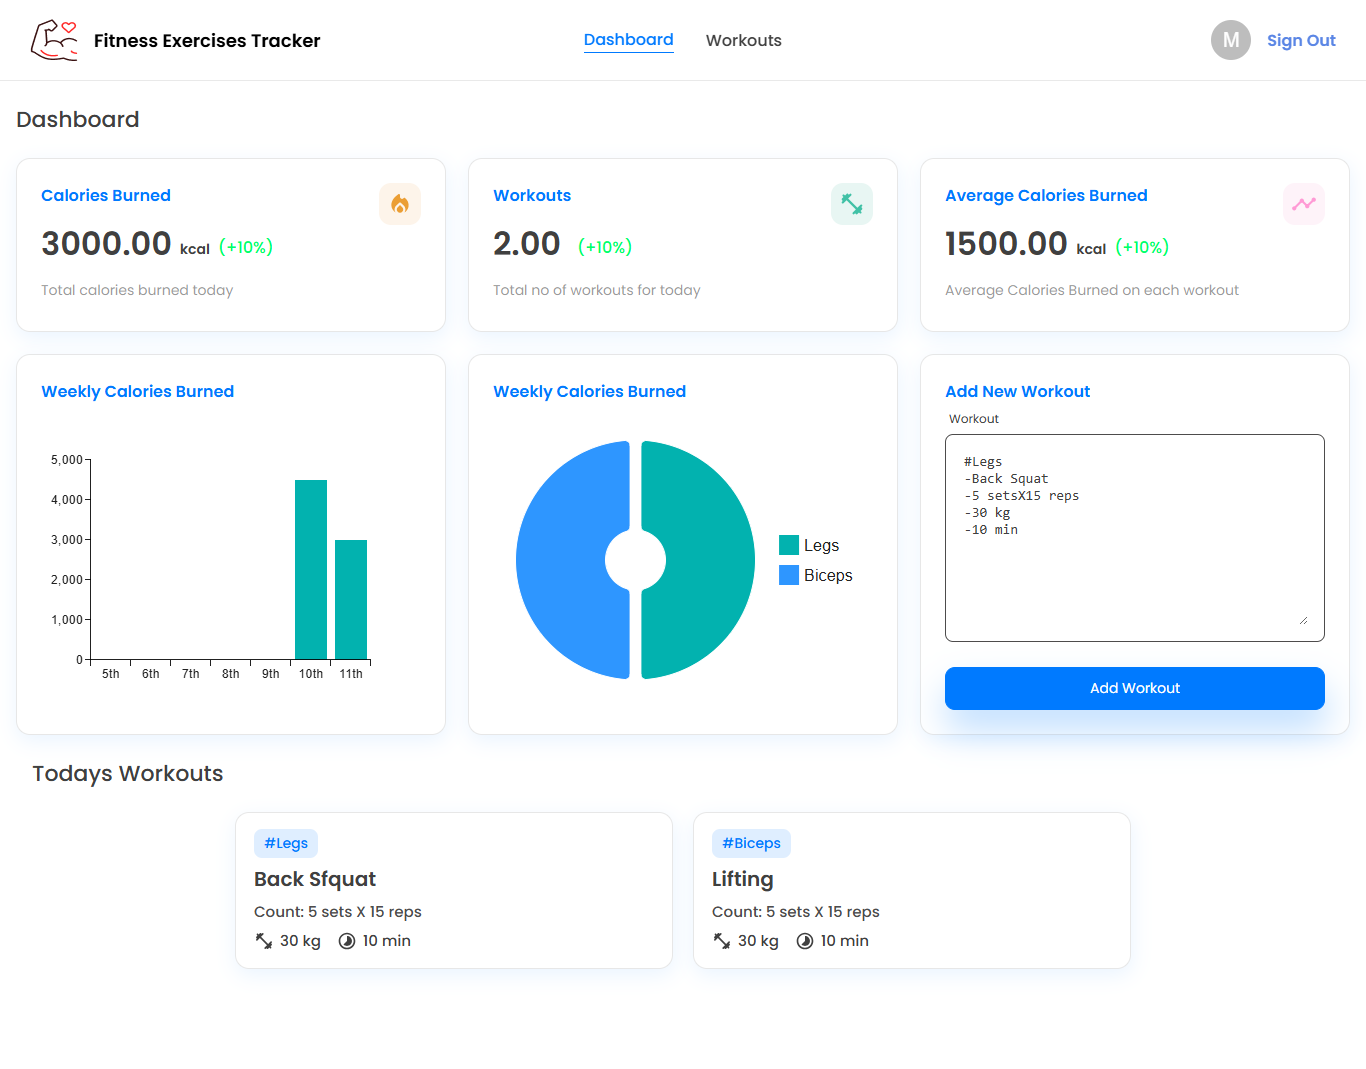 Fitness Exercises Tracker
Dashboard
Workouts
M
Sign Out
Dashboard
Calories Burned
3000.00 kcal (+10%)
Total calories burned today
Workouts
2.00 (+10%)
Total no of workouts for today
Average Calories Burned
1500.00 kcal (+10%)
Average Calories Burned on each workout
Weekly Calories Burned
5,000
4,000
3,000
2,000
1,000
0
5th 6th 7th 8th 9th 10th 11th
Weekly Calories Burned
Legs
Biceps
Add New Workout
Workout
#Legs
-Back Squat
-5 setsX15 reps
-30 kg
-10 min
Add Workout
Todays Workouts
#Legs
Back Sfquat
Count: 5 sets X 15 reps
30 kg 10 min
#Biceps
Lifting
Count: 5 sets X 15 reps
30 kg 10 min